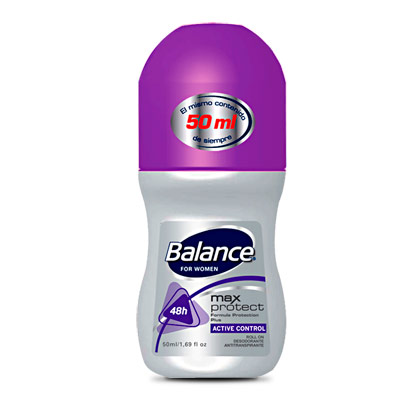 El mismo contenido
50 ml
de siempre
Balance®
FOR WOMEN
max
protect
Formula Protection
Plus
48h
ACTIVE CONTROL
ROLL ON
DESODORANTE
ANTITRANSPIRANTE
50ml/1,69 fl oz